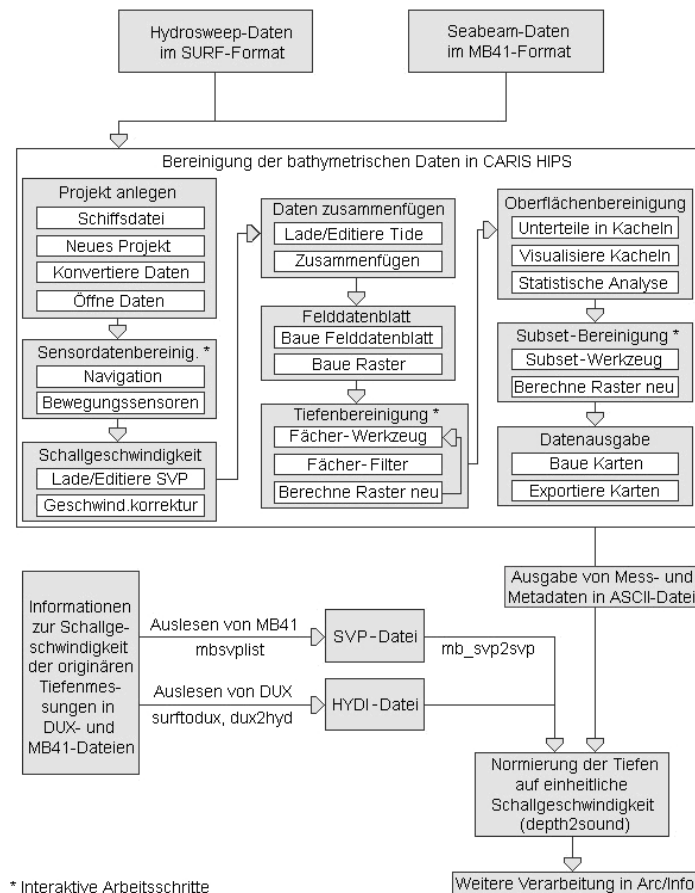 Hydrosweep-Daten
im SURF-Format
Seabeam-Daten
im MB41-Format
Bereinigung der bathymetrischen Daten in CARIS HIPS
Projekt anlegen
Schiffsdatei
Neues Projekt
Konvertiere Daten
Öffne Daten
Sensordatenbereinig. *
Navigation
Bewegungssensoren
Schallgeschwindigkeit
Lade/Editiere SVP
Geschwind.korrektur
Daten zusammenfügen
Lade/Editiere Tide
Zusammenfügen
Felddatenblatt
Baue Felddatenblatt
Baue Raster
Tiefenbereinigung *
Fächer-Werkzeug
Fächer-Filter
Berechne Raster neu
Oberflächenbereinigung
Unterteile in Kacheln
Visualisiere Kacheln
Statistische Analyse
Subset-Bereinigung *
Subset-Werkzeug
Berechne Raster neu
Datenausgabe
Baue Karten
Exportiere Karten
Ausgabe von Mess- und
Metadaten in ASCII-Datei
Informationen
zur Schallge-
schwindigkeit
der originären
Tiefenmes-
sungen in
DUX- und
MB41-Dateien
Auslesen von MB41
mbsvplist
SVP-Datei
mb_svp2svp
Auslesen von DUX
surftodux, dux2hyd
HYDI-Datei
Normierung der Tiefen
auf einheitliche
Schallgeschwindigkeit
(depth2sound)
Weitere Verarbeitung in Arc/Info
* Interaktive Arbeitsschritte